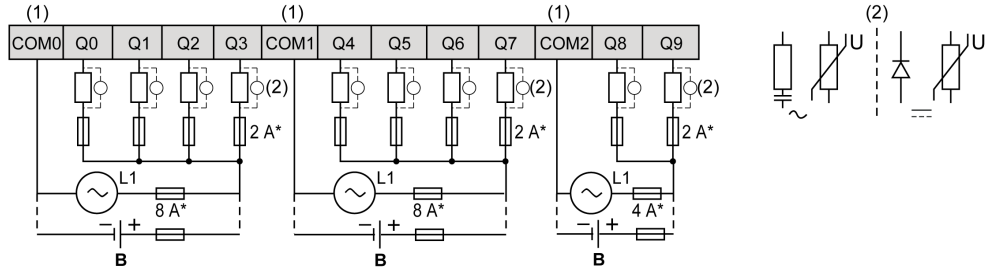 (1) (1) (1) (2)
COM0 Q0 Q1 Q2 Q3 COM1 Q4 Q5 Q6 Q7 COM2 Q8 Q9
U U
(2) (2) (2)
2 A* 2 A* 2 A*
L1 L1 L1
8 A* 8 A* 4 A*
− + − + − +
B B B